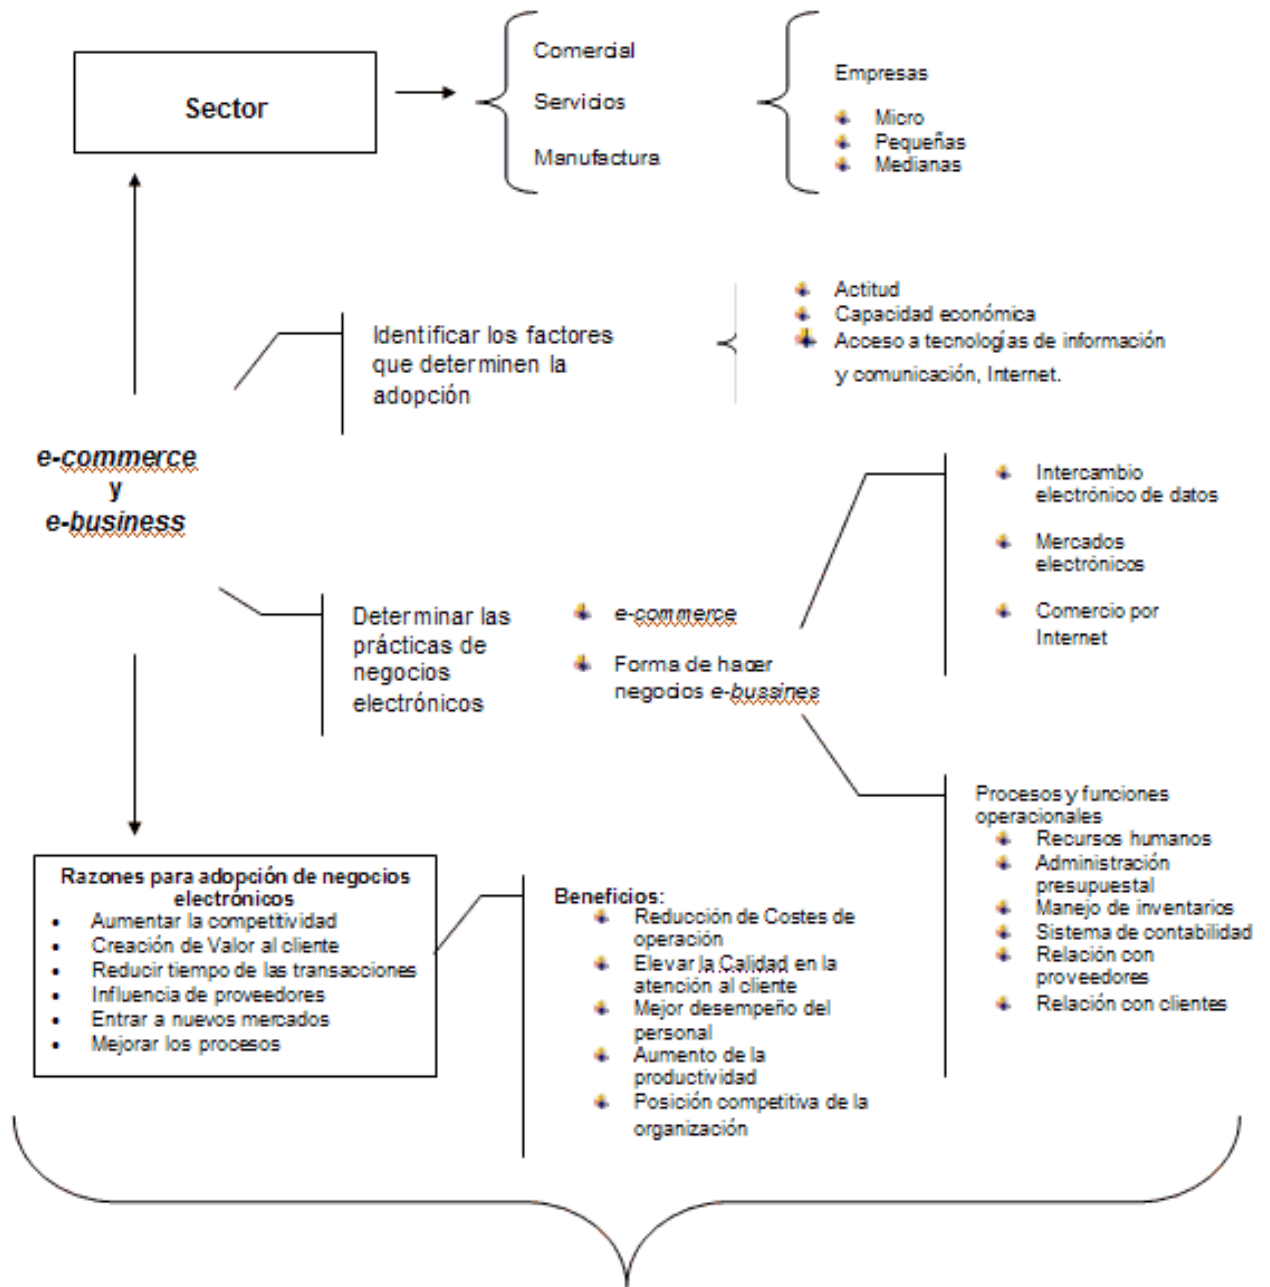 Sector
Comercial
Servicios
Manufactura
Empresas
Micro
Pequeñas
Medianas
Identificar los factores
que determinen la
adopción
Actitud
Capacidad económica
Acceso a tecnologías de información
y comunicación, Internet.
e-commerce
y
e-business
Determinar las
prácticas de
negocios
electrónicos
e-commerce
Forma de hacer
negocios e-bussines
Intercambio
electrónico de datos
Mercados
electrónicos
Comercio por
Internet
Procesos y funciones
operacionales
Recursos humanos
Administración
presupuestal
Manejo de inventarios
Sistema de contabilidad
Relación con
proveedores
Relación con clientes
Razones para adopción de negocios
electrónicos
• Aumentar la competitividad
• Creación de Valor al cliente
• Reducir tiempo de las transacciones
• Influencia de proveedores
• Entrar a nuevos mercados
• Mejorar los procesos
Beneficios:
Reducción de Costes de
operación
Elevar la Calidad en la
atención al cliente
Mejor desempeño del
personal
Aumento de la
productividad
Posición competitiva de la
organización